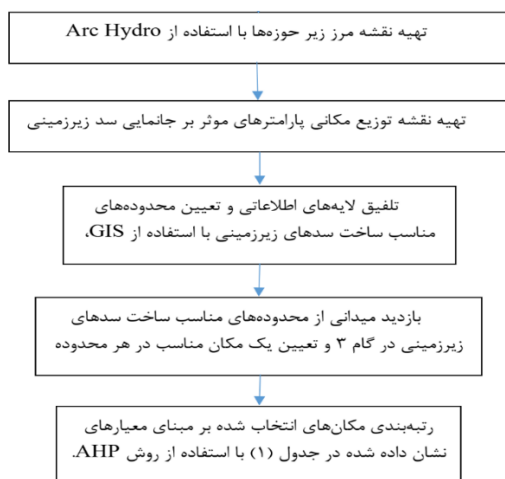 تهیه نقشه مرز زیر حوزه‌ها با استفاده از Arc Hydro
تهیه نقشه توزیع مکانی پارامترهای موثر بر جانمایی سد زیرزمینی
تلفیق لایه‌های اطلاعاتی و تعیین محدوده‌های
مناسب ساخت سدهای زیرزمینی با استفاده از GIS،
بازدید میدانی از محدوده‌های مناسب ساخت سدهای
زیرزمینی در گام ۳ و تعیین یک مکان مناسب در هر محدوده
رتبه‌بندی مکان‌های انتخاب شده بر مبنای معیارهای
نشان داده شده در جدول (۱) با استفاده از روش AHP.